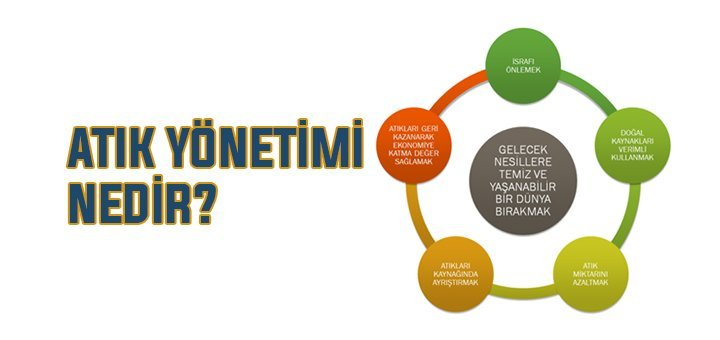 ATIK YÖNETİMİ
NEDİR?
İSRAFI
ÖNLEMEK
DOĞAL
KAYNAKLARI
VERİMLİ
KULLANMAK
ATIK
MİKTARINI
AZALTMAK
ATIKLARI
KAYNAĞINDA
AYRIŞTIRMAK
ATIKLARI GERİ
KAZANARAK
EKONOMİYE
KATMA DEĞER
SAĞLAMAK
GELECEK
NESİLLERE
TEMİZ VE
YAŞANABİLİR
BİR DÜNYA
BIRAKMAK